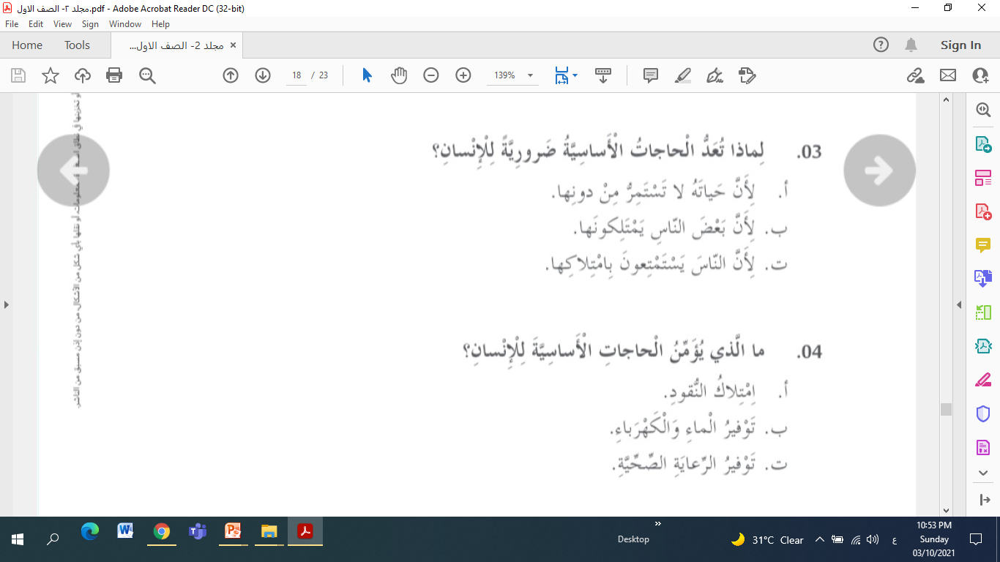 مجلد ٢- الصف الاول.pdf - Adobe Acrobat Reader DC (32-bit)
File Edit View Sign Window Help
Home Tools مجلد 2- الصف الاول... × Sign In
18 / 23 139%
03. لِماذا تُعَدُّ الْحاجاتُ الْأَساسِيَّةُ ضَرورِيَّةً لِلْإِنْسانِ؟
أ. لِأَنَّ حَياتَهُ لا تَسْتَمِرُّ مِنْ دونِها.
ب. لِأَنَّ بَعْضَ النّاسِ يَمْتَلِكونَها.
ت. لِأَنَّ النّاسَ يَسْتَمْتِعونَ بِامْتِلاكِها.
04. ما الَّذي يُؤَمِّنُ الْحاجاتِ الْأَساسِيَّةَ لِلْإِنْسانِ؟
أ. اِمْتِلاكُ النُّقودِ.
ب. تَوْفيرُ الْماءِ وَالْكَهْرَباءِ.
ت. تَوْفيرُ الرِّعايَةِ الصِّحِّيَّةِ.
أو تخزينها في نطاق معلومات، أو نقلها بأي شكل من الأشكال، من دون إذن مسبق من الناشر.
Desktop
31°C Clear
ع
10:53 PM
Sunday
03/10/2021